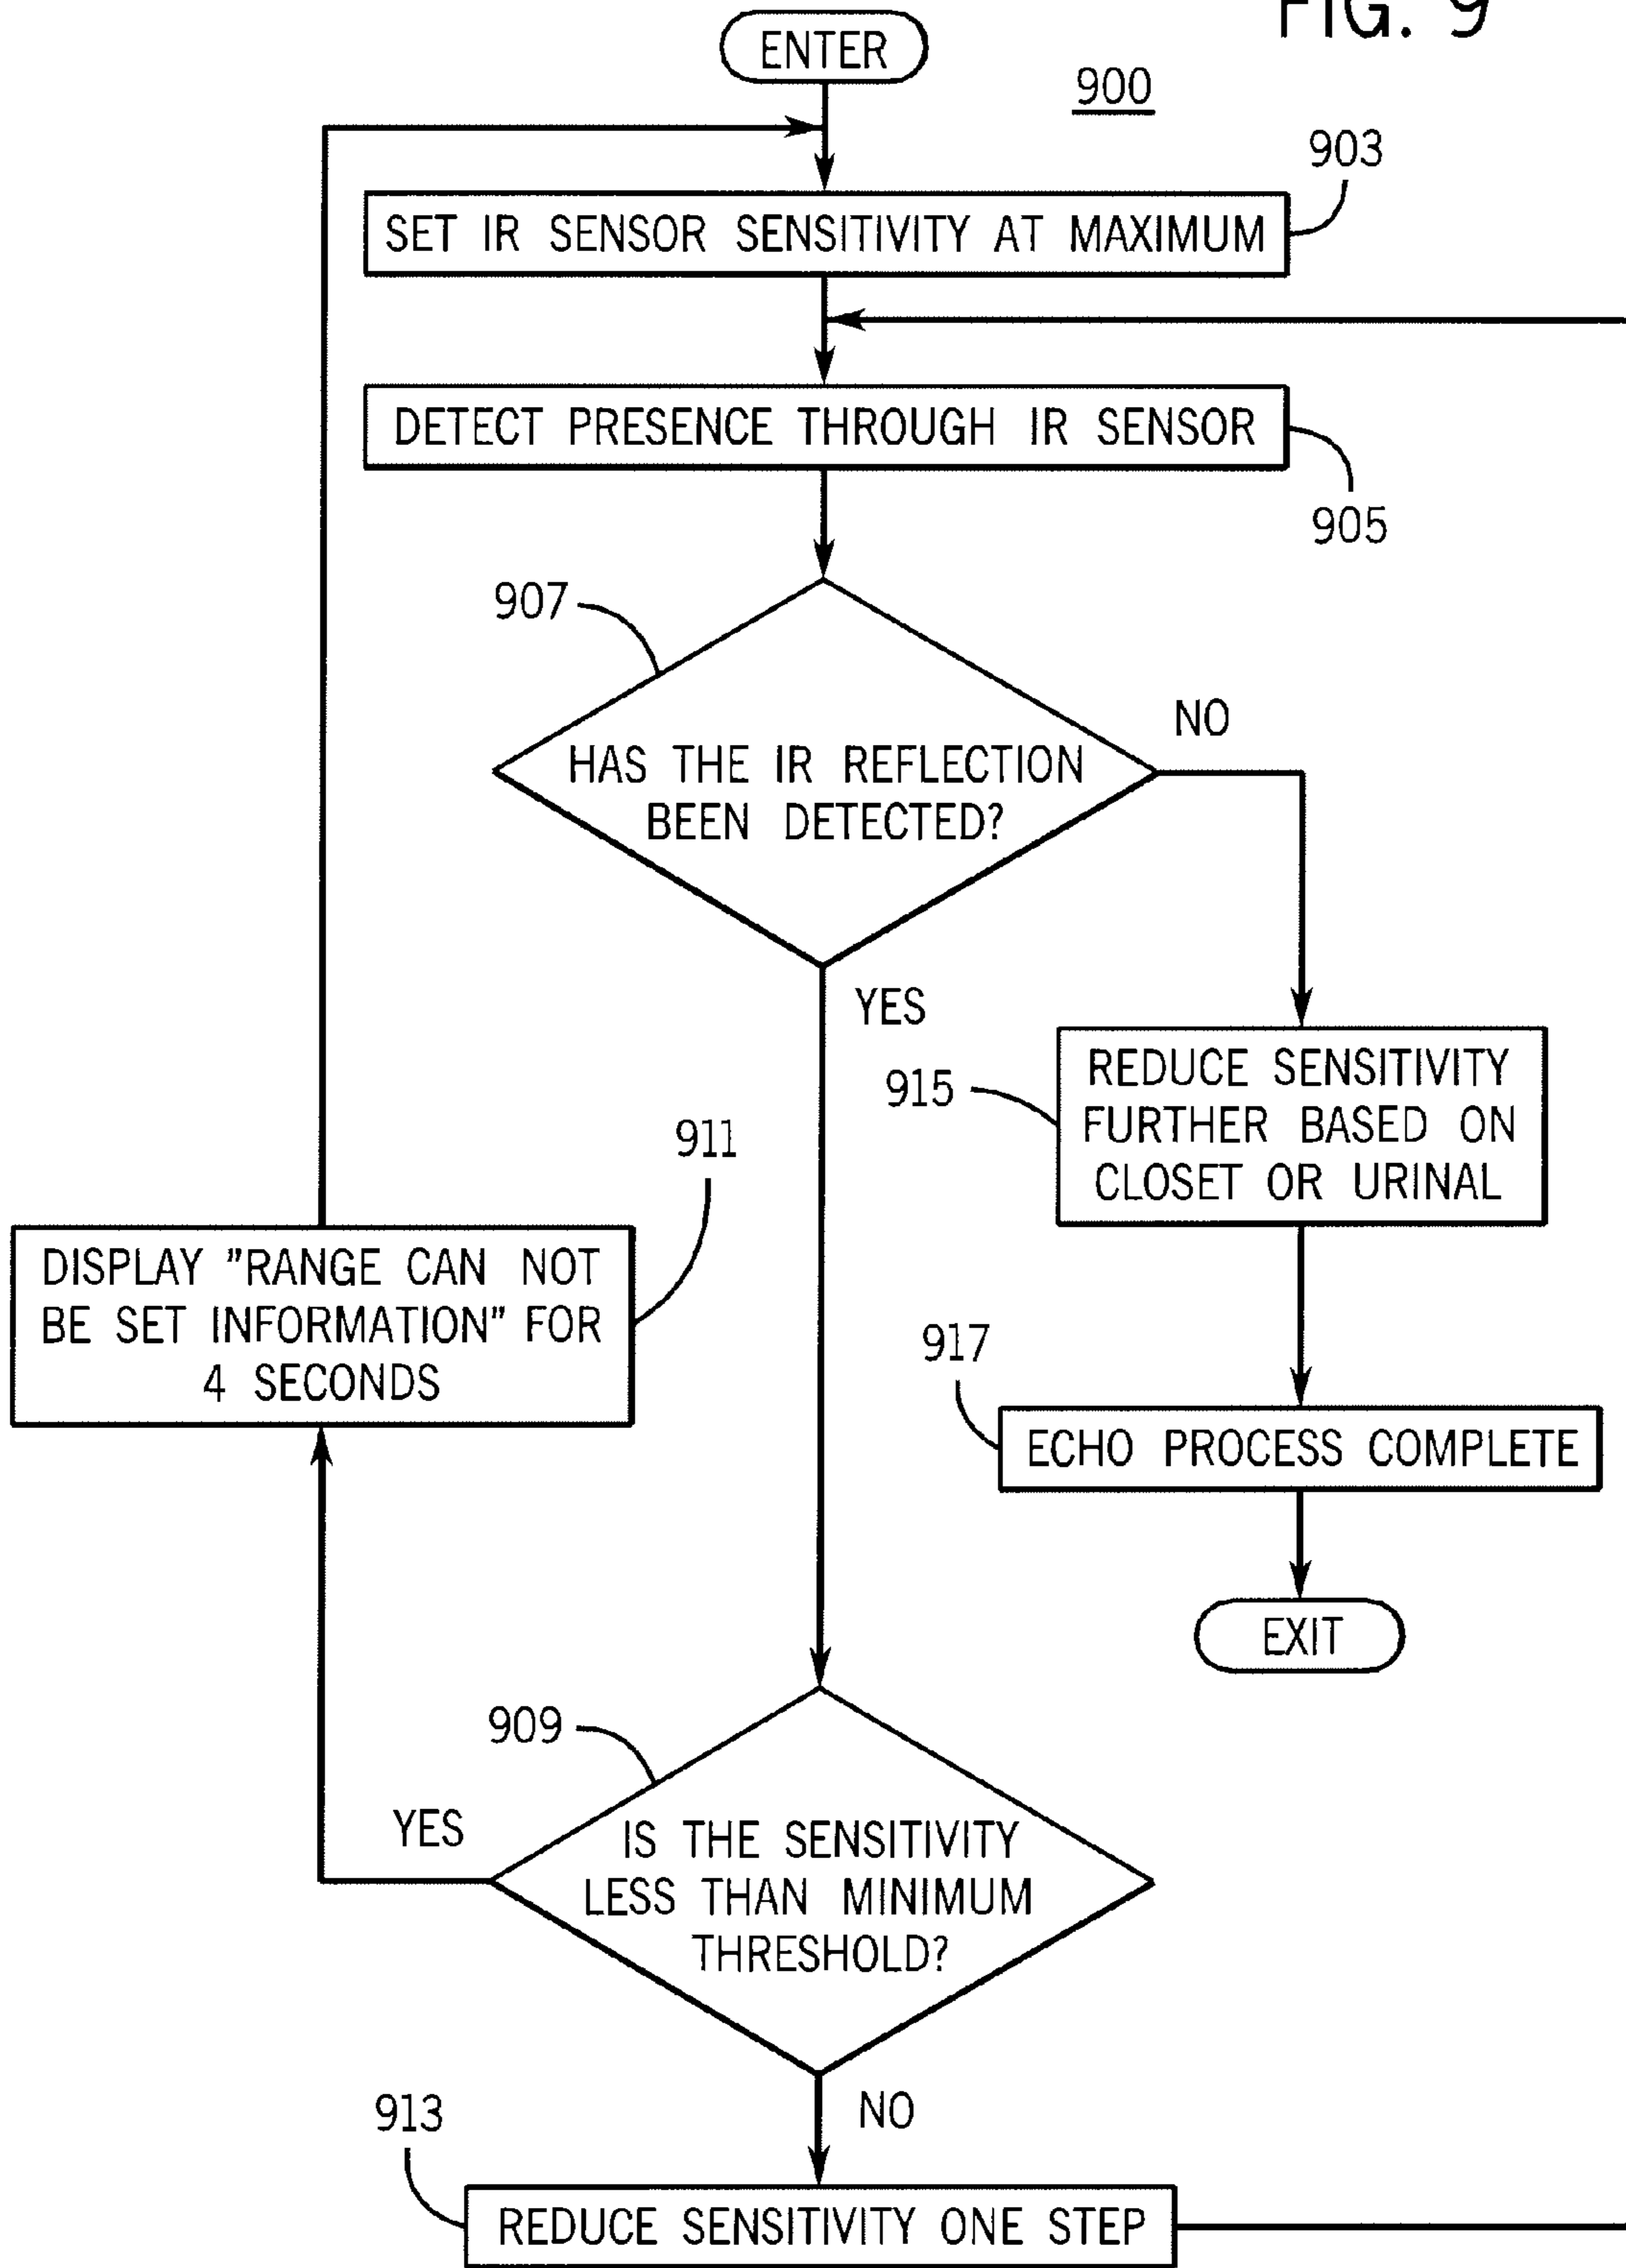 FIG. 9
ENTER
900
903
SET IR SENSOR SENSITIVITY AT MAXIMUM
DETECT PRESENCE THROUGH IR SENSOR
905
907
NO
HAS THE IR REFLECTION
BEEN DETECTED?
YES
915
REDUCE SENSITIVITY
FURTHER BASED ON
CLOSET OR URINAL
911
DISPLAY "RANGE CAN NOT
BE SET INFORMATION" FOR
4 SECONDS
917
ECHO PROCESS COMPLETE
EXIT
909
YES
IS THE SENSITIVITY
LESS THAN MINIMUM
THRESHOLD?
NO
913
REDUCE SENSITIVITY ONE STEP